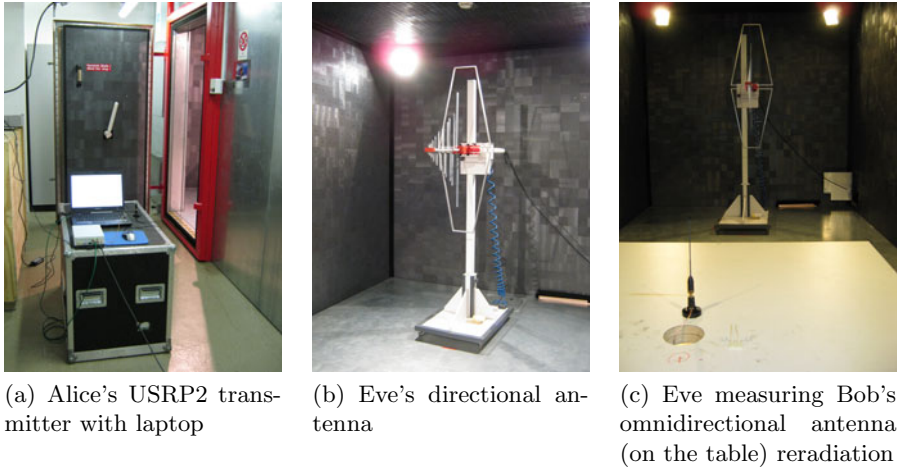 (a) Alice's USRP2 trans-
mitter with laptop
(b) Eve's directional an-
tenna
(c) Eve measuring Bob's
omnidirectional antenna
(on the table) reradiation